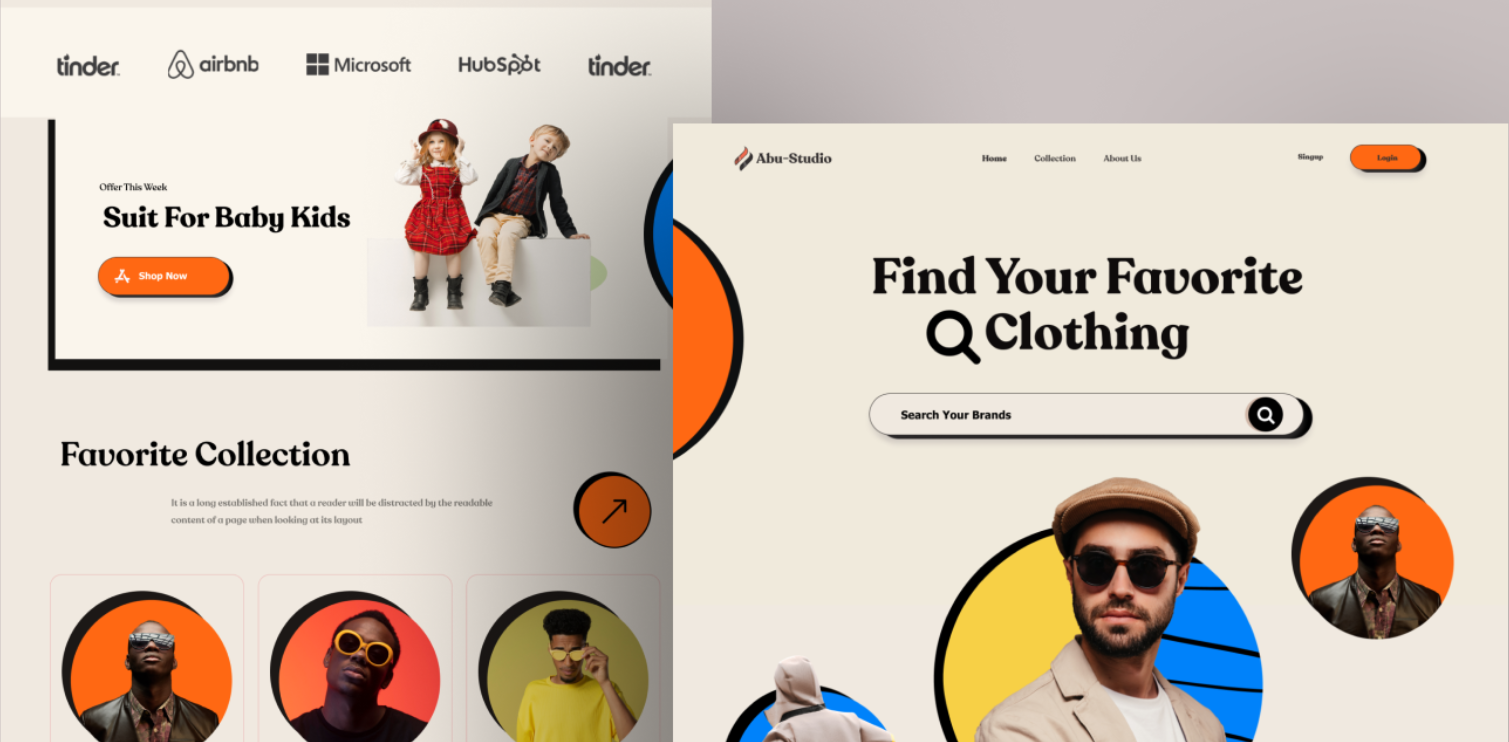 tinder
airbnb
Microsoft
HubSpot
tinder
Offer This Week
Suit For Baby Kids
Shop Now
Favorite Collection
It is a long established fact that a reader will be distracted by the readable
content of a page when looking at its layout
Abu-Studio
Home
Collection
About Us
Singup
Login
Find Your Favorite
Clothing
Search Your Brands